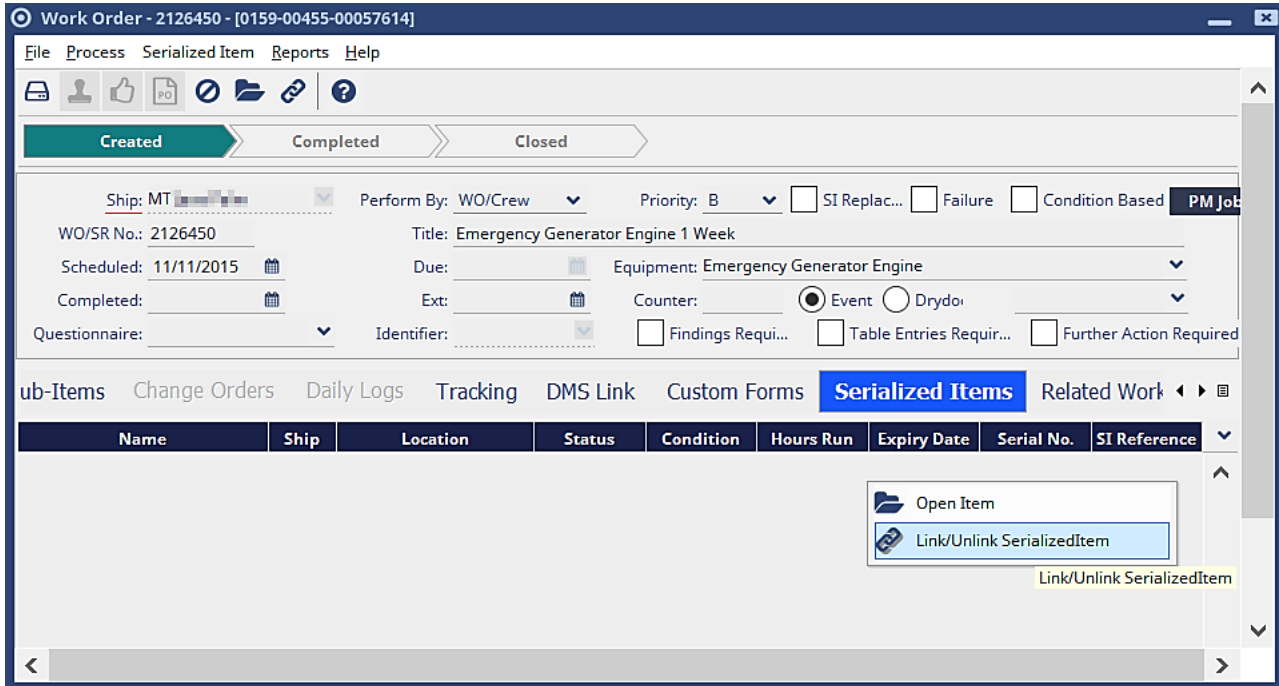 Work Order - 2126450 - [0159-00455-00057614]
File Process Serialized Item Reports Help
PO
Created Completed Closed
Ship: MT Perform By: WO/Crew Priority: B SI Replac... Failure Condition Based PM Job
WO/SR No.: 2126450 Title: Emergency Generator Engine 1 Week
Scheduled: 11/11/2015 Due: Equipment: Emergency Generator Engine
Completed: Ext: Counter: Event Drydo
Questionnaire: Identifier: Findings Requi... Table Entries Requir... Further Action Required
ub-Items Change Orders Daily Logs Tracking DMS Link Custom Forms Serialized Items Related Work
Name Ship Location Status Condition Hours Run Expiry Date Serial No. SI Reference
Open Item
Link/Unlink SerializedItem
Link/Unlink SerializedItem